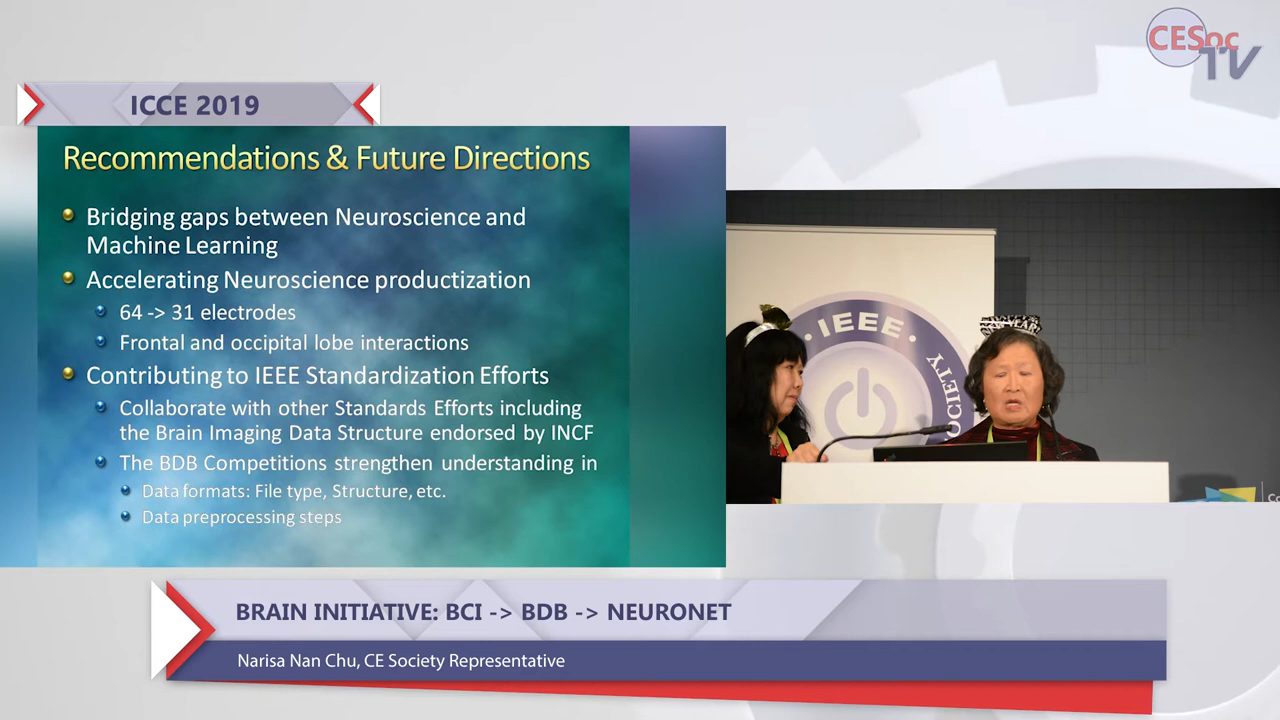 CESoc
TV
ICCE 2019
Recommendations & Future Directions
Bridging gaps between Neuroscience and
Machine Learning
Accelerating Neuroscience productization
64 -> 31 electrodes
Frontal and occipital lobe interactions
Contributing to IEEE Standardization Efforts
Collaborate with other Standards Efforts including
the Brain Imaging Data Structure endorsed by INCF
The BDB Competitions strengthen understanding in
Data formats: File type, Structure, etc.
Data preprocessing steps
IEEE
BRAIN INITIATIVE: BCI -> BDB -> NEURONET
Narisa Nan Chu, CE Society Representative